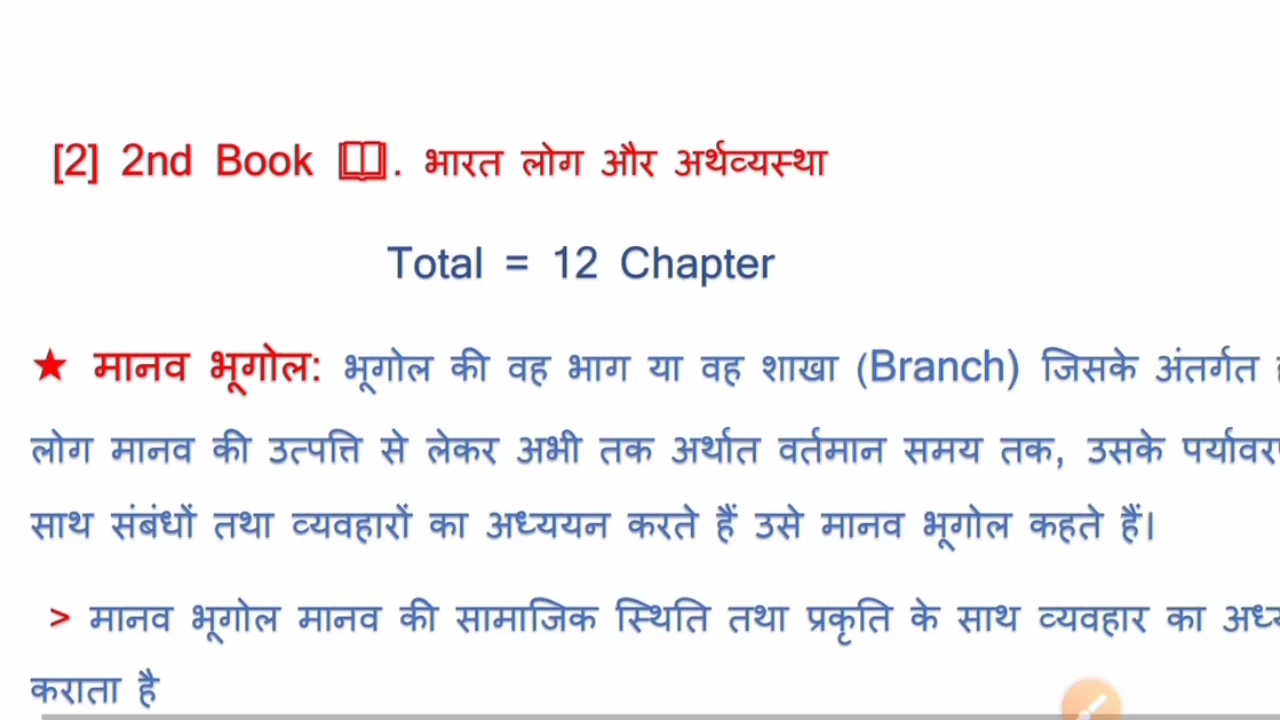 [2] 2nd Book 📖. भारत लोग और अर्थव्यस्था
Total = 12 Chapter
★ मानव भूगोल: भूगोल की वह भाग या वह शाखा (Branch) जिसके अंतर्गत
लोग मानव की उत्पत्ति से लेकर अभी तक अर्थात वर्तमान समय तक, उसके
साथ संबंधों तथा व्यवहारों का अध्ययन करते हैं उसे मानव भूगोल कहते हैं।
> मानव भूगोल मानव की सामाजिक स्थिति तथा प्रकृति के साथ व्यवहार का
कराता है